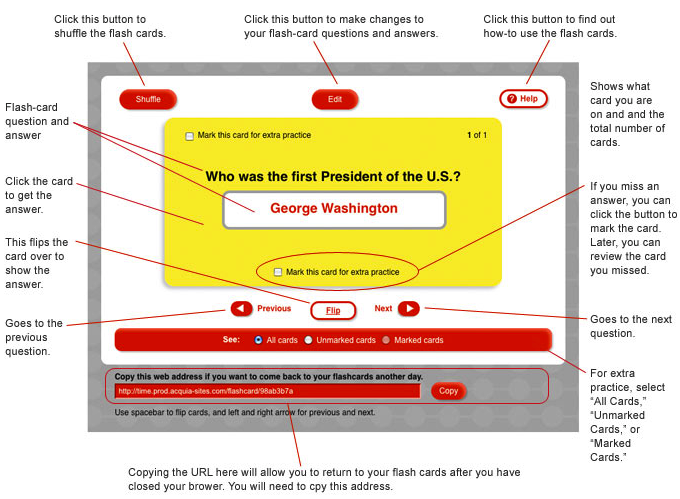 Click this button to
shuffle the flash cards.
Click this button to make changes to
your flash-card questions and answers.
Click this button to find out
how-to use the flash cards.
Shuffle
Edit
? Help
Shows what
card you are
on and and the
total number of
cards.
Flash-card
question and
answer
Mark this card for extra practice
1 of 1
Who was the first President of the U.S.?
George Washington
Click the card
to get the
answer.
If you miss an
answer, you can
click the button to
mark the card.
Later, you can
review the card
you missed.
This flips the
card over to
show the
answer.
Mark this card for extra practice
Previous
Flip
Next
Goes to the
previous
question.
Goes to the next
question.
See:
All cards
Unmarked cards
Marked cards
For extra
practice, select
“All Cards,”
“Unmarked
Cards,” or
“Marked
Cards.”
Copy this web address if you want to come back to your flashcards another day.
http://time.prod.acquia-sites.com/flashcard/98ab3b7a
Copy
Use spacebar to flip cards, and left and right arrow for previous and next.
Copying the URL here will allow you to return to your flash cards after you have
closed your brower. You will need to cpy this address.